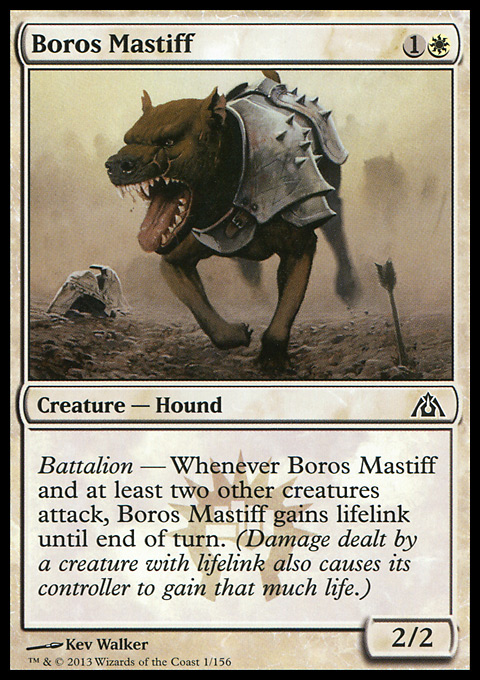 Boros Mastiff 1
Creature — Hound
Battalion — Whenever Boros Mastiff
and at least two other creatures
attack, Boros Mastiff gains lifelink
until end of turn. (Damage dealt by
a creature with lifelink also causes its
controller to gain that much life.)
Kev Walker
2/2
™ & © 2013 Wizards of the Coast 1/156